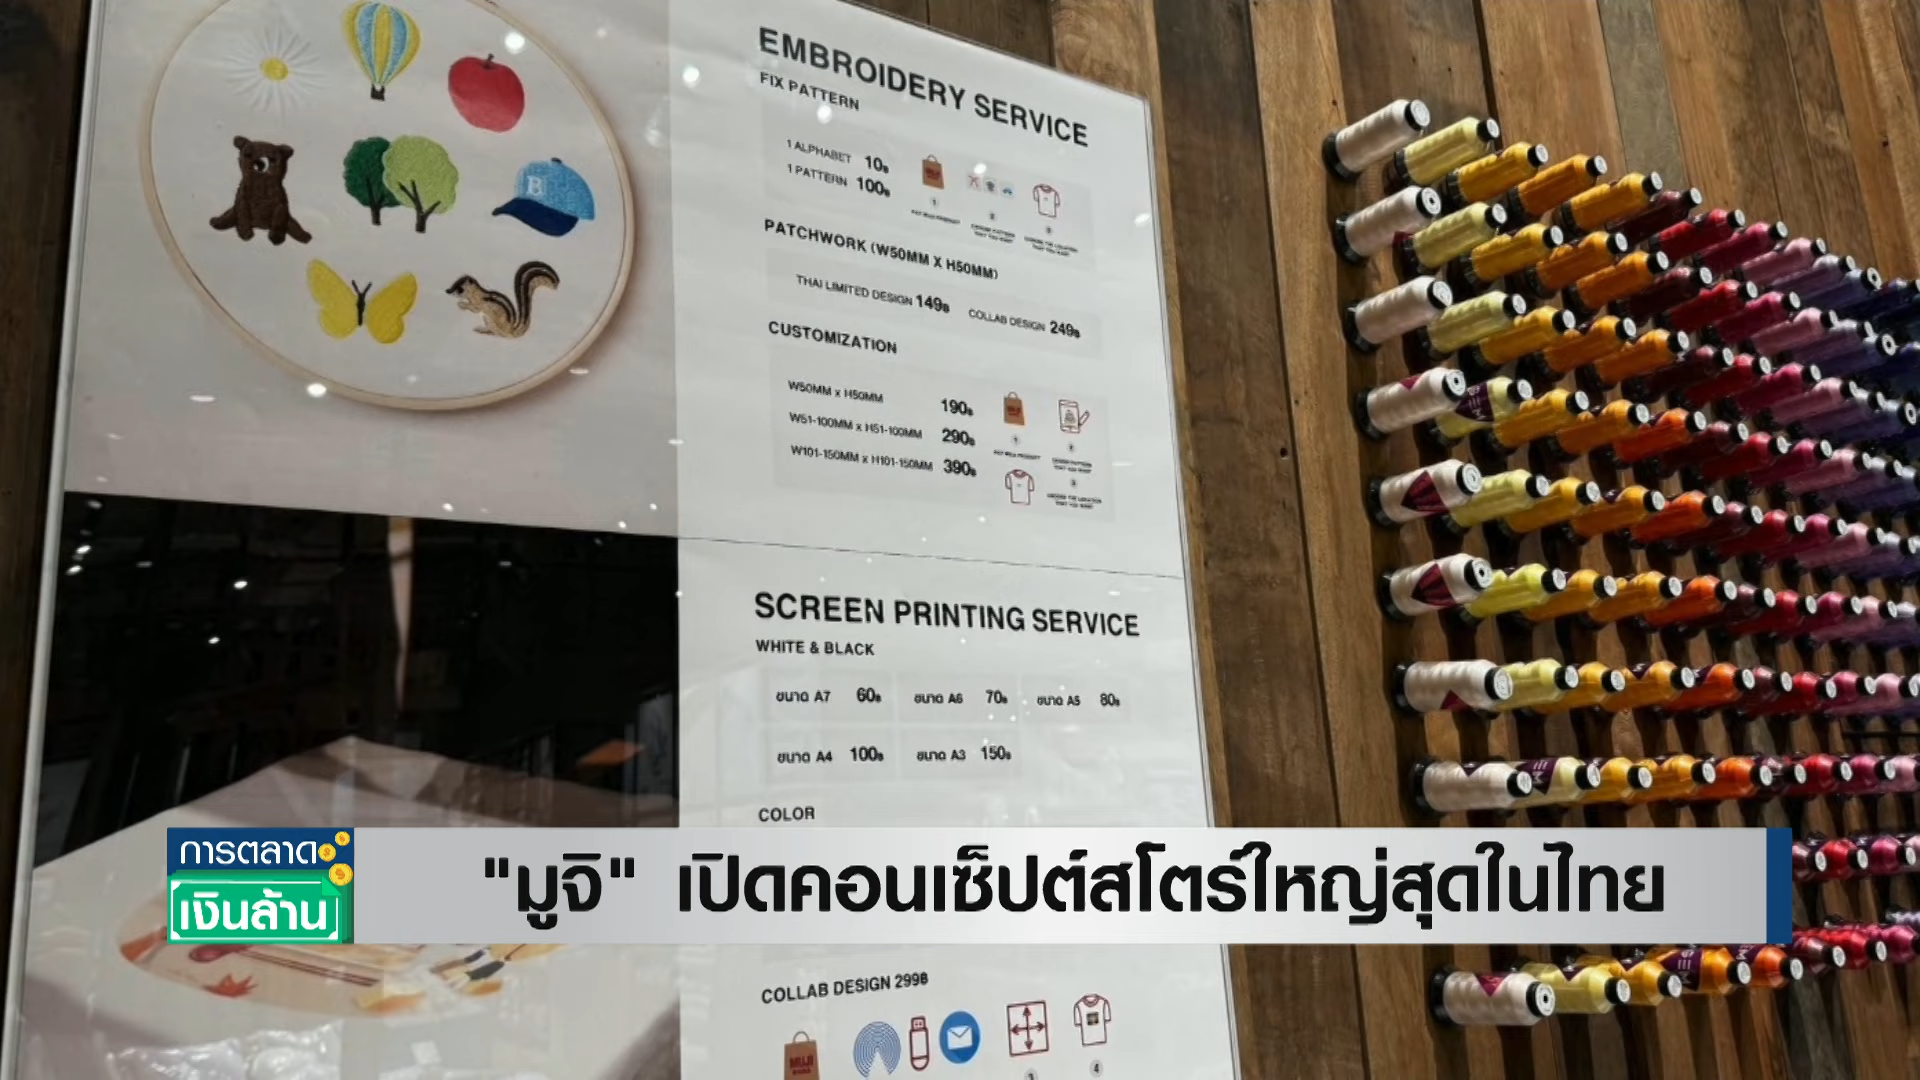 EMBROIDERY SERVICE
FIX PATTERN
1 ALPHABET 10฿
1 PATTERN 100฿
PATCHWORK (W50MM X H50MM)
THAI LIMITED DESIGN 149฿ COLLAB DESIGN 249฿
CUSTOMIZATION
W50MM x H50MM 190฿
W51-100MM x H51-100MM 290฿
W101-150MM x H101-150MM 390฿
SCREEN PRINTING SERVICE
WHITE & BLACK
ขนาด A7 60฿ ขนาด A6 70฿ ขนาด A5 80฿
ขนาด A4 100฿ ขนาด A3 150฿
COLOR
การตลาด
เงินล้าน
"มูจิ" เปิดคอนเซ็ปต์สโตร์ใหญ่สุดในไทย
COLLAB DESIGN 299฿
MUJI